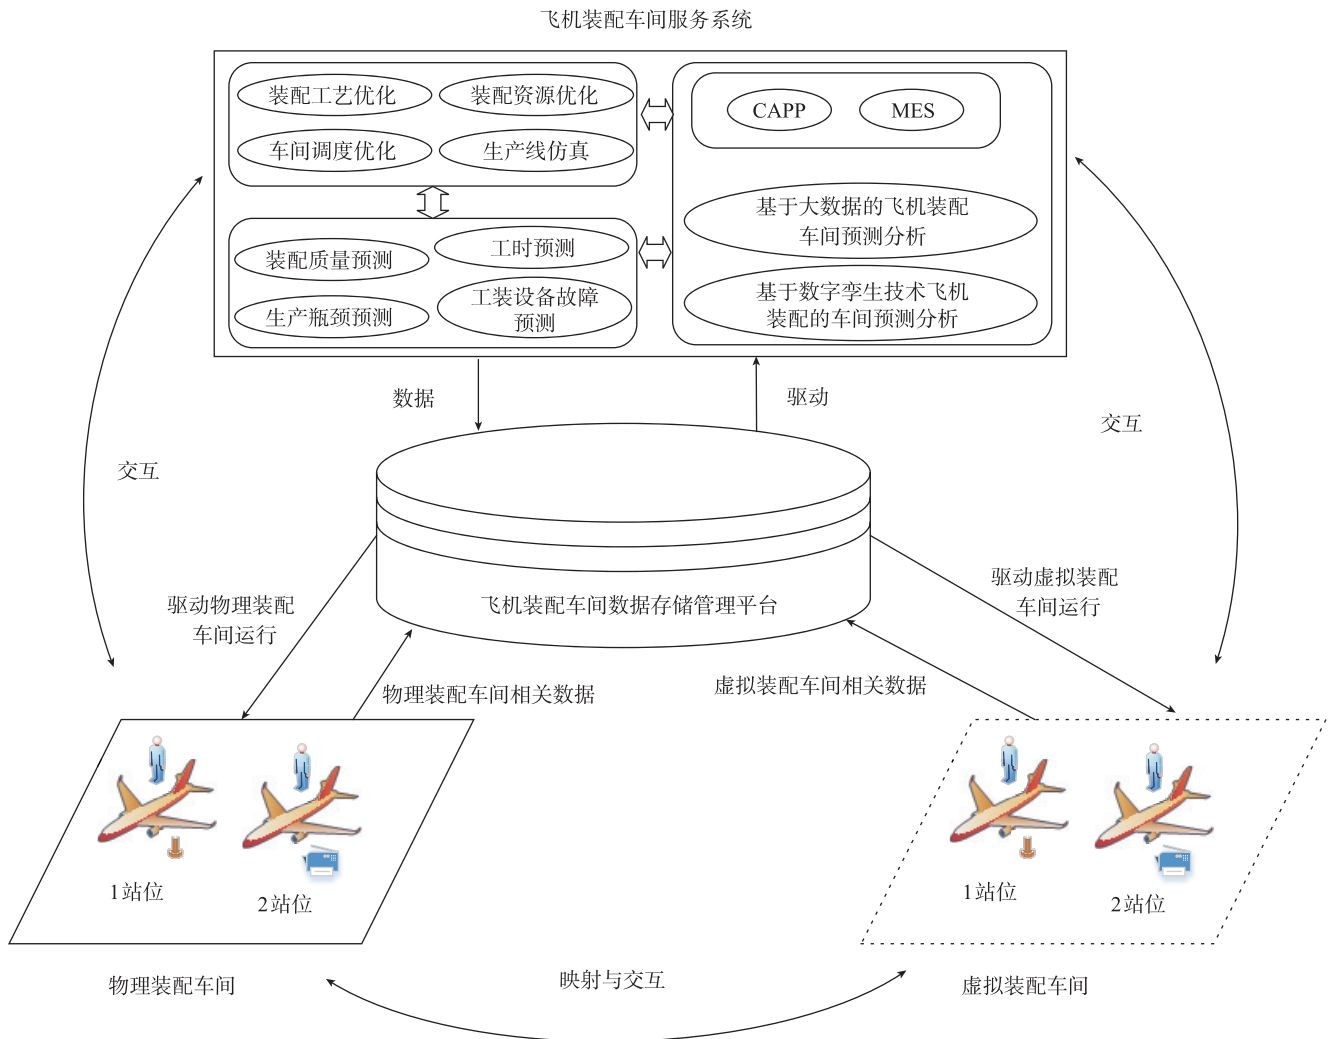 飞机装配车间服务系统
装配工艺优化
装配资源优化
车间调度优化
生产线仿真
CAPP
MES
装配质量预测
工时预测
生产瓶颈预测
工装设备故障
预测
基于大数据的飞机装配
车间预测分析
基于数字孪生技术飞机
装配的车间预测分析
数据
驱动
交互
交互
驱动物理装配
车间运行
飞机装配车间数据存储管理平台
驱动虚拟装配
车间运行
物理装配车间相关数据
虚拟装配车间相关数据
1站位
2站位
1站位
2站位
物理装配车间
映射与交互
虚拟装配车间